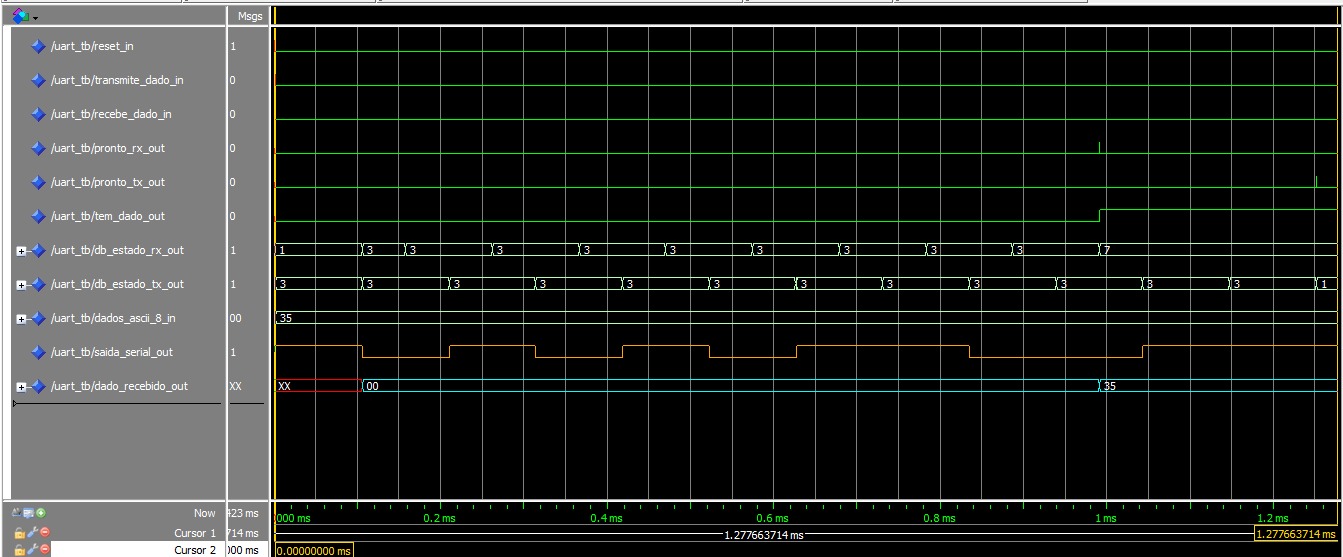 Msgs
/uart_tb/reset_in 1
/uart_tb/transmite_dado_in 0
/uart_tb/recebe_dado_in 0
/uart_tb/pronto_rx_out 0
/uart_tb/pronto_tx_out 0
/uart_tb/tem_dado_out 0
/uart_tb/db_estado_rx_out 1 1 3 3 3 3 3 3 3 3 3 7
/uart_tb/db_estado_tx_out 1 3 3 3 3 3 3 3 3 3 3 3 3 1
/uart_tb/dados_ascii_8_in 00 35
/uart_tb/saida_serial_out 1
/uart_tb/dado_recebido_out XX XX 00 35
Now 423 ms 000 ms 0.2 ms 0.4 ms 0.6 ms 0.8 ms 1 ms 1.2 ms
Cursor 1 714 ms 1.277663714 ms 1.277663714 ms
Cursor 2 000 ms 0.00000000 ms